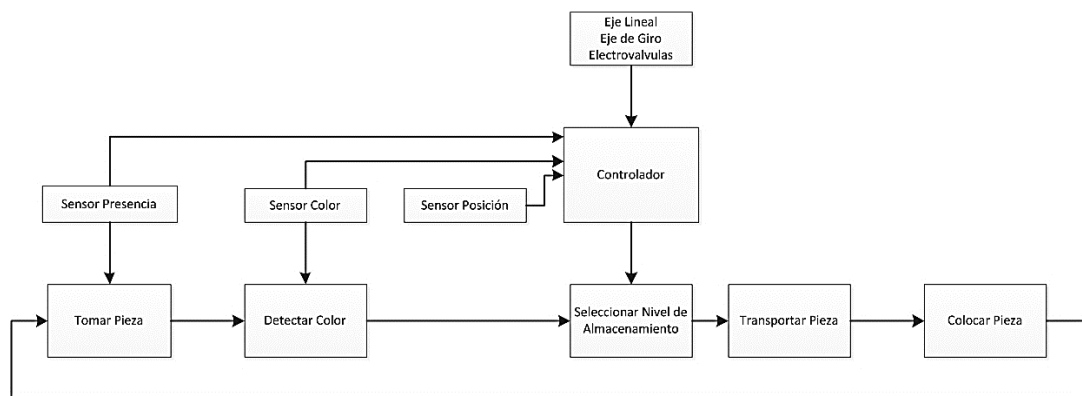 Eje Lineal
Eje de Giro
Electrovalvulas
Controlador
Sensor Presencia
Sensor Color
Sensor Posición
Tomar Pieza
Detectar Color
Seleccionar Nivel de
Almacenamiento
Transportar Pieza
Colocar Pieza